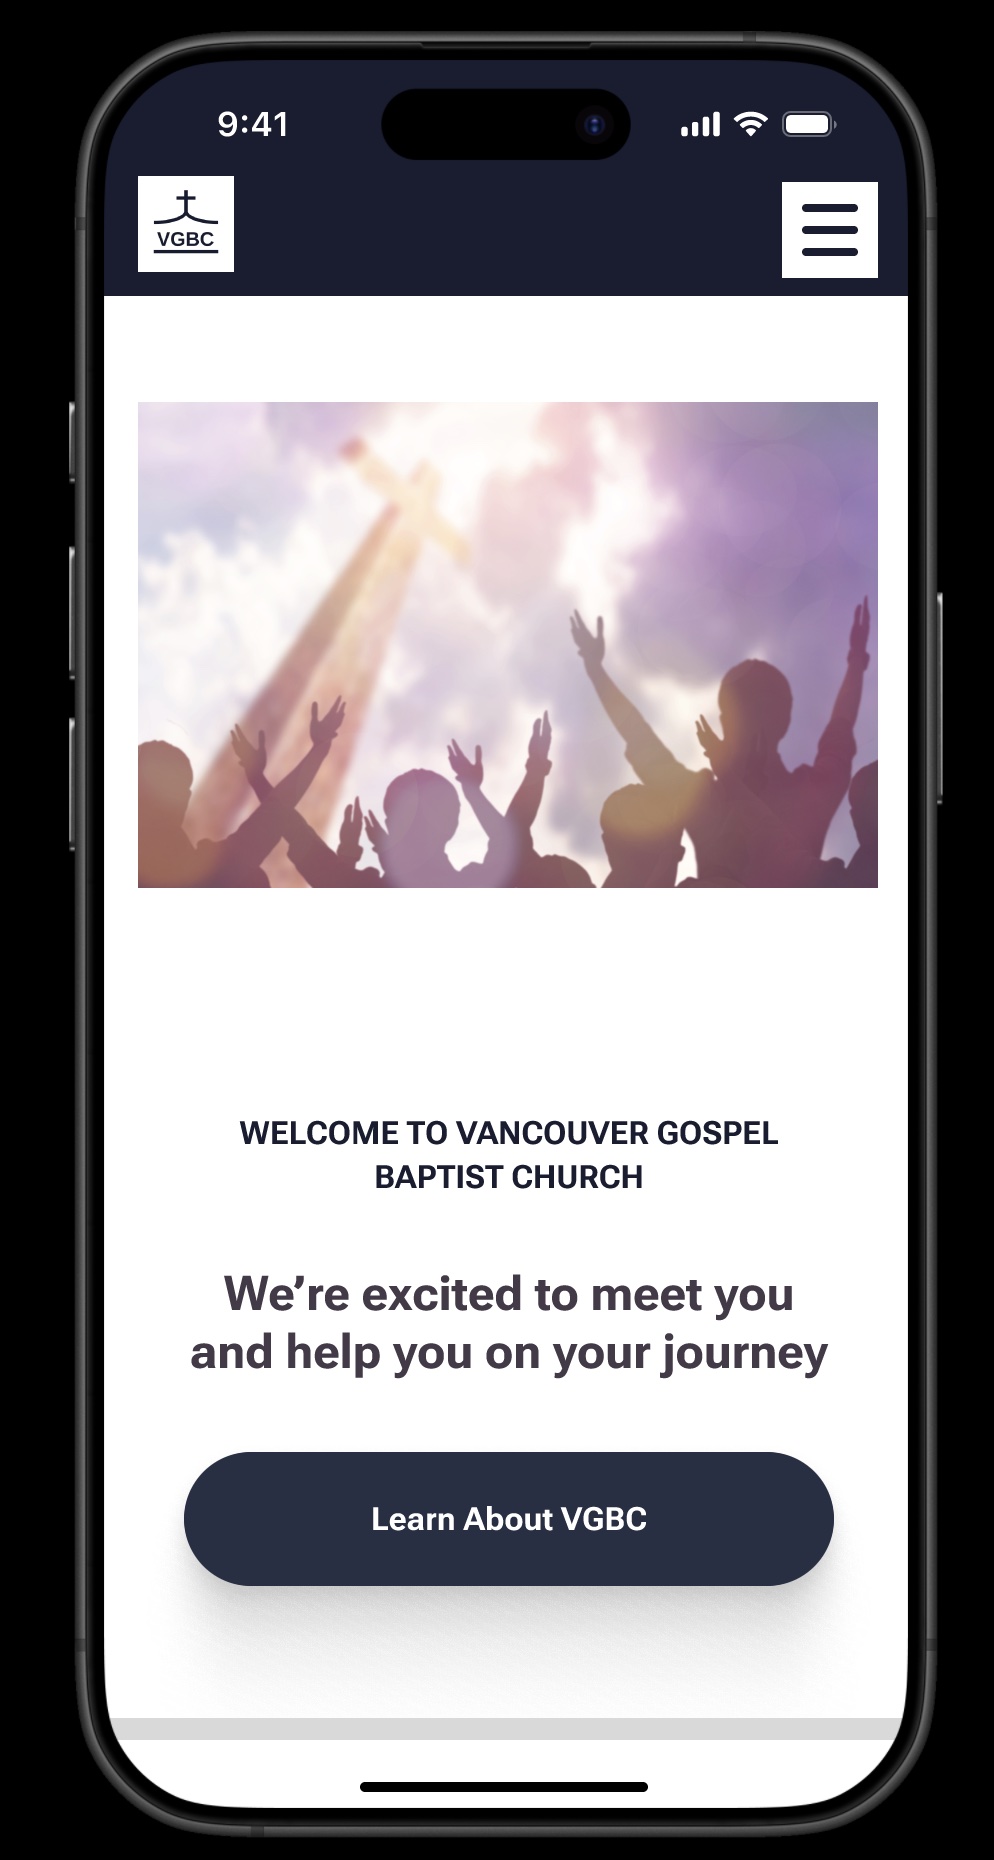 9:41
VGBC
WELCOME TO VANCOUVER GOSPEL
BAPTIST CHURCH
We’re excited to meet you
and help you on your journey
Learn About VGBC